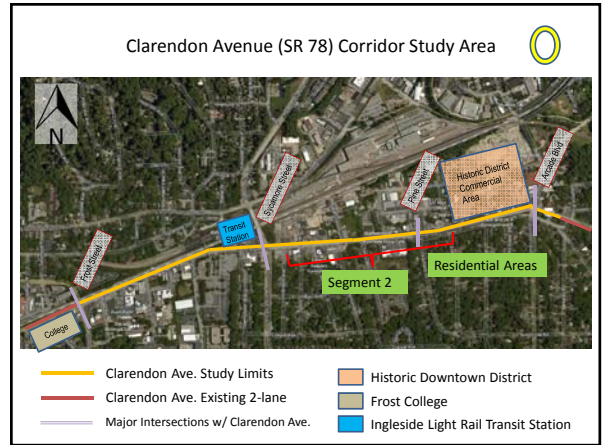 Clarendon Avenue (SR 78) Corridor Study Area
N
Frost Street
College
Transit
Station
Sycamore Street
Pine Street
Historic District
Commercial
Area
Arcade Blvd
Segment 2
Residential Areas
Clarendon Ave. Study Limits
Clarendon Ave. Existing 2-lane
Major Intersections w/ Clarendon Ave.
Historic Downtown District
Frost College
Ingleside Light Rail Transit Station